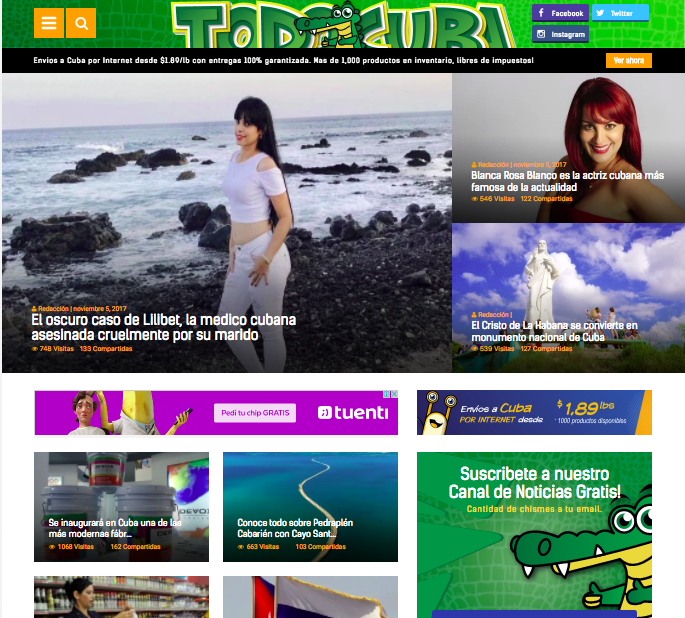 TODOCUBA
Facebook
Twitter
Instagram
Envios a Cuba por Internet desde $1.89/lb con entregas 100% garantizada. Mas de 1,000 productos en inventario, libres de impuestos!
Ver ahora
Redacción | noviembre 5, 2017
El oscuro caso de Lilibet, la medico cubana
asesinada cruelmente por su marido
748 Visitas 133 Compartidas
Redacción | noviembre 5, 2017
Blanca Rosa Blanco es la actriz cubana más
famosa de la actualidad
546 Visitas 122 Compartidas
Redacción |
El Cristo de La Habana se convierte en
monumento nacional de Cuba
539 Visitas 127 Compartidas
Pedí tu chip GRATIS
tuenti
Envios a Cuba
POR INTERNET desde
$1.89 lbs
+1000 productos disponibles
Se inaugurará en Cuba una de las
más modernas fábr...
1068 Visitas 162 Compartidas
Conoce todo sobre Pedraplén
Cabarién con Cayo Sant...
663 Visitas 103 Compartidas
Suscribete a nuestro
Canal de Noticias Gratis!
Cantidad de chismes a tu email.